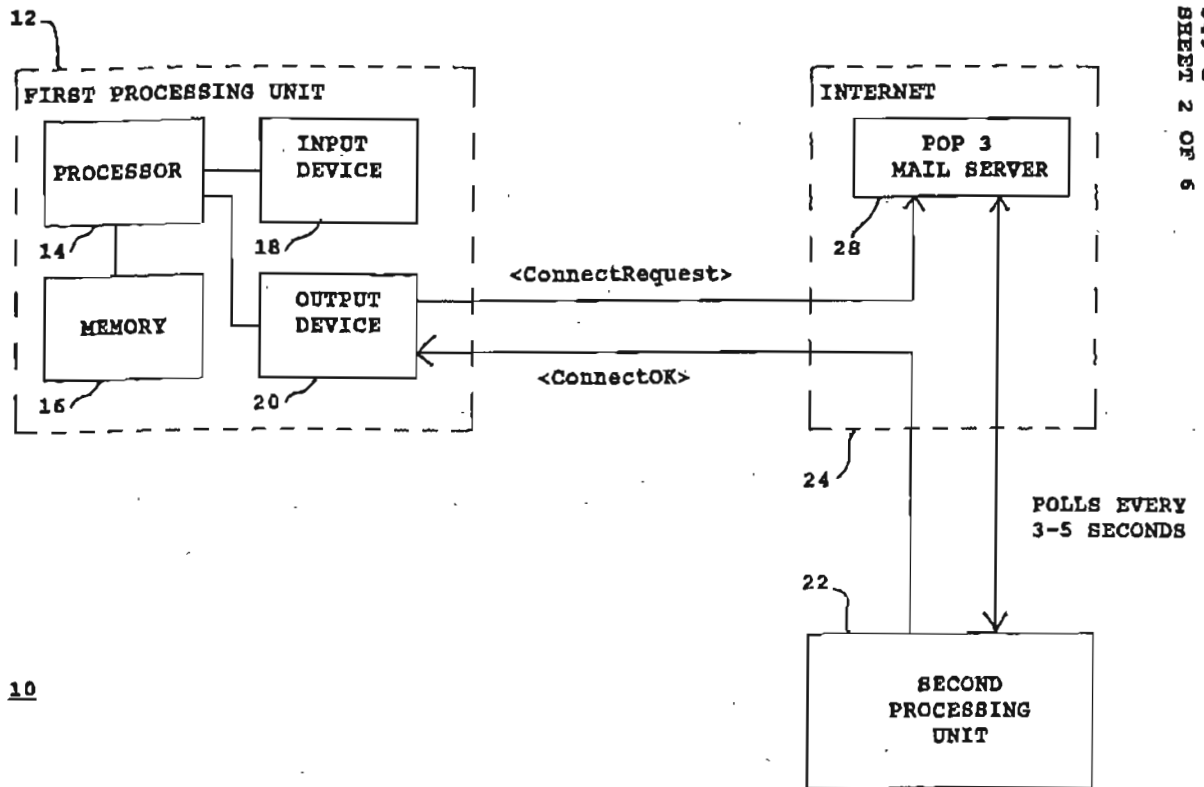 SHEET 2 OF 6
12
FIRST PROCESSING UNIT
PROCESSOR
INPUT
DEVICE
14
18
MEMORY
OUTPUT
DEVICE
16
20
<ConnectRequest>
<ConnectOK>
INTERNET
POP 3
MAIL SERVER
28
24
POLLS EVERY
3-5 SECONDS
22
SECOND
PROCESSING
UNIT
10